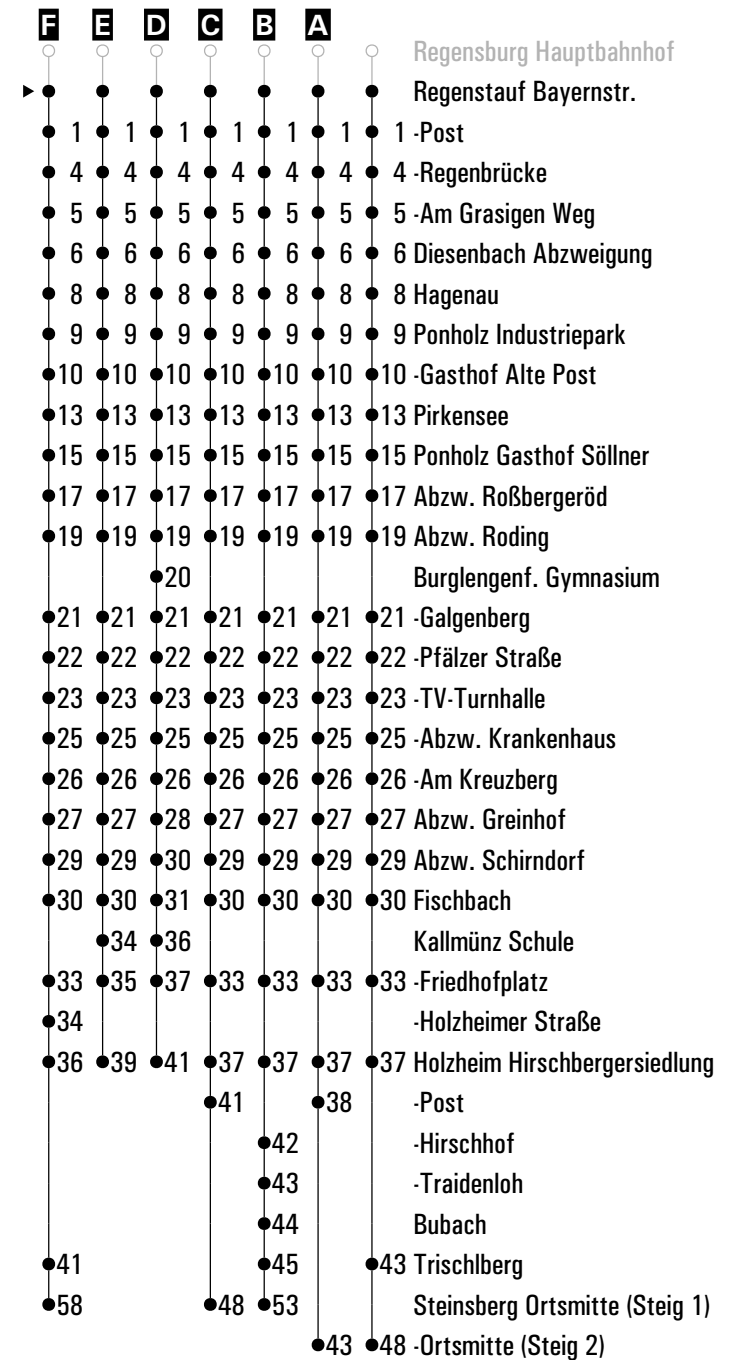 F E D C B A
Regensburg Hauptbahnhof
Regenstauf Bayernstr.
1 1 1 1 1 1 1 -Post
4 4 4 4 4 4 4 -Regenbrücke
5 5 5 5 5 5 5 -Am Grasigen Weg
6 6 6 6 6 6 6 Diesenbach Abzweigung
8 8 8 8 8 8 8 Hagenau
9 9 9 9 9 9 9 Ponholz Industriepark
10 10 10 10 10 10 10 -Gasthof Alte Post
13 13 13 13 13 13 13 Pirkensee
15 15 15 15 15 15 15 Ponholz Gasthof Söllner
17 17 17 17 17 17 17 Abzw. Roßbergeröd
19 19 19 19 19 19 19 Abzw. Roding
20 Burglengenf. Gymnasium
21 21 21 21 21 21 21 -Galgenberg
22 22 22 22 22 22 22 -Pfälzer Straße
23 23 23 23 23 23 23 -TV-Turnhalle
25 25 25 25 25 25 25 -Abzw. Krankenhaus
26 26 26 26 26 26 26 -Am Kreuzberg
27 27 28 27 27 27 27 Abzw. Greinhof
29 29 30 29 29 29 29 Abzw. Schirndorf
30 30 31 30 30 30 30 Fischbach
34 36 Kallmünz Schule
33 35 37 33 33 33 33 -Friedhofplatz
34 -Holzheimer Straße
36 39 41 37 37 37 37 Holzheim Hirschbergersiedlung
41 38 -Post
42 -Hirschhof
43 -Traidenloh
44 Bubach
41 45 43 Trischlberg
58 48 53 Steinsberg Ortsmitte (Steig 1)
43 48 -Ortsmitte (Steig 2)